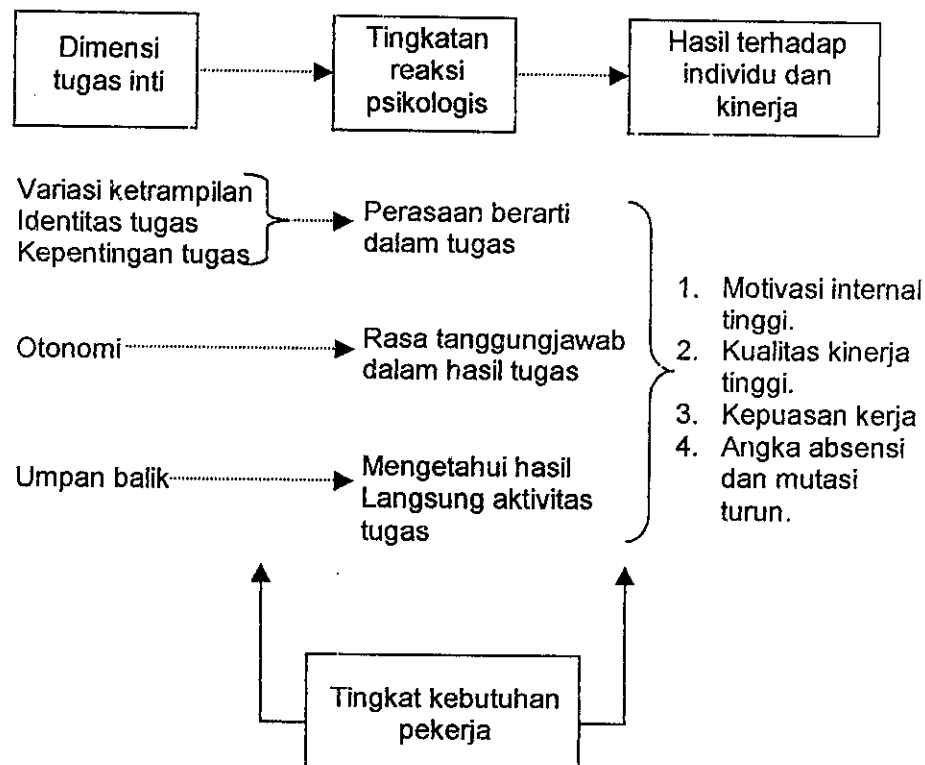 Dimensi
tugas inti
Tingkatan
reaksi
psikologis
Hasil terhadap
individu dan
kinerja
Variasi ketrampilan
Identitas tugas
Kepentingan tugas
Perasaan berarti
dalam tugas
Otonomi
Rasa tanggungjawab
dalam hasil tugas
Umpan balik
Mengetahui hasil
Langsung aktivitas
tugas
1. Motivasi internal
tinggi.
2. Kualitas kinerja
tinggi.
3. Kepuasan kerja
4. Angka absensi
dan mutasi
turun.
Tingkat kebutuhan
pekerja